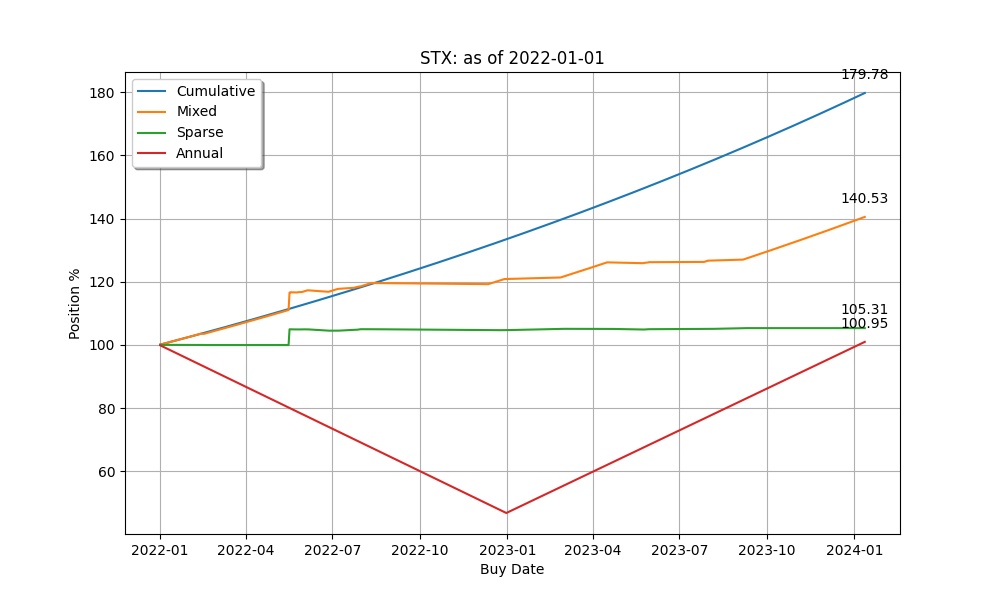 STX: as of 2022-01-01
179.78
Cumulative
Mixed
Sparse
Annual
140.53
105.31
100.95
180
160
140
120
100
80
60
Position %
2022-01 2022-04 2022-07 2022-10 2023-01 2023-04 2023-07 2023-10 2024-01
Buy Date